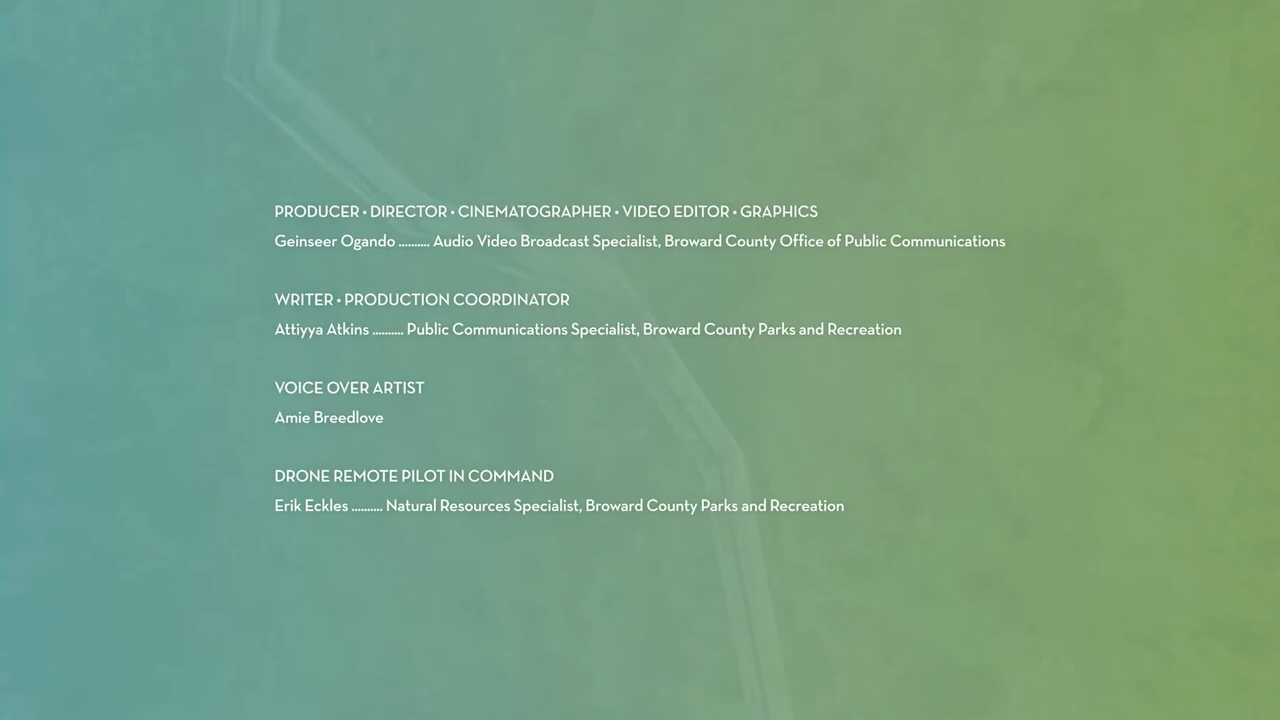 PRODUCER • DIRECTOR • CINEMATOGRAPHER • VIDEO EDITOR • GRAPHICS
Geinseer Ogando .......... Audio Video Broadcast Specialist, Broward County Office of Public Communications
WRITER • PRODUCTION COORDINATOR
Attiyya Atkins .......... Public Communications Specialist, Broward County Parks and Recreation
VOICE OVER ARTIST
Amie Breedlove
DRONE REMOTE PILOT IN COMMAND
Erik Eckles .......... Natural Resources Specialist, Broward County Parks and Recreation